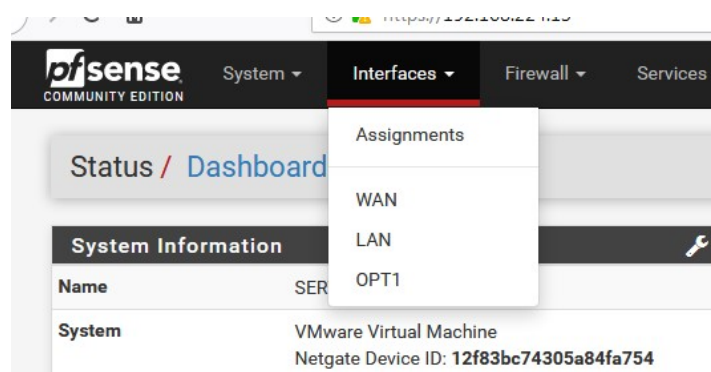 pfsense System Interfaces Firewall Services
COMMUNITY EDITION
Assignments
Status / Dashboard
WAN
System Information
LAN
OPT1
Name SER
System VMware Virtual Machine
Netgate Device ID: 12f83bc74305a84fa754